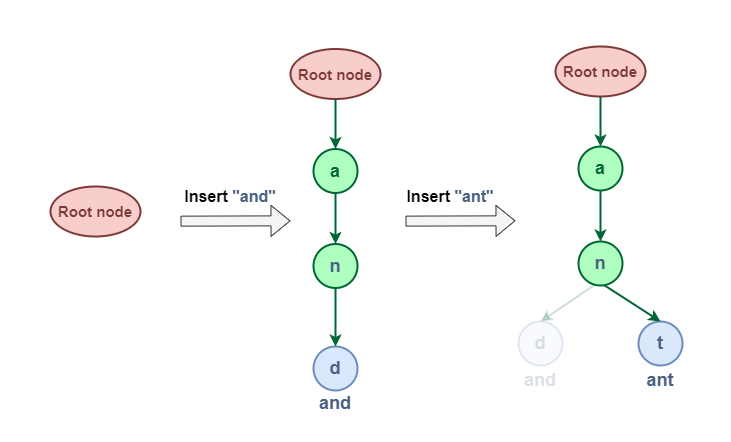 Root node
Insert "and"
Root node
a
n
d
and
Insert "ant"
Root node
a
n
d
and
t
ant